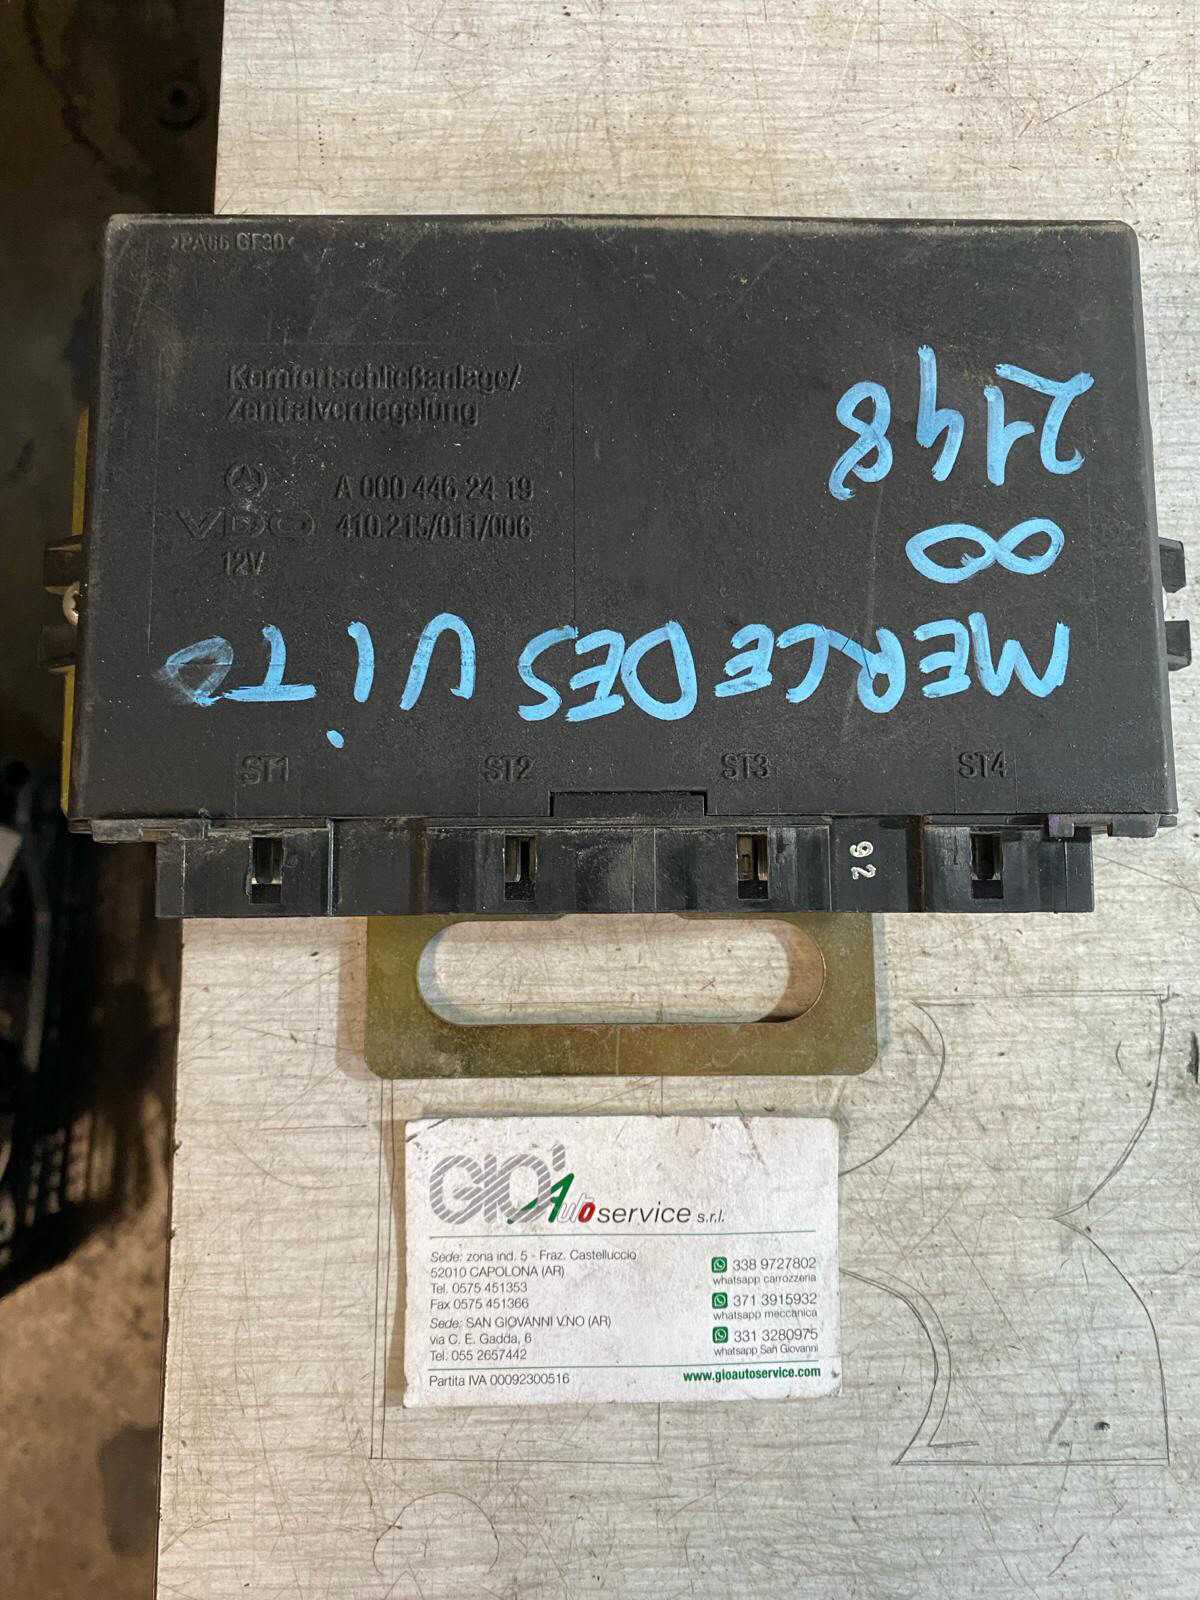 >PA66 GF30<
Komfortschließanlage/
Zentralverriegelung
A 000 446 24 19
VDO 410.215/011/006
12V
MERCEDES VITO
00
2148
ST1 ST2 ST3 ST4
92
GIO' Auto service s.r.l.
Sede: zona ind. 5 - Fraz. Castelluccio
52010 CAPOLONA (AR)
Tel. 0575 451353
Fax 0575 451366
Sede: SAN GIOVANNI V.NO (AR)
via C. E. Gadda, 6
Tel. 055 2657442
Partita IVA 00092300516
338 9727802
whatsapp carrozzeria
371 3915932
whatsapp meccanica
331 3280975
whatsapp San Giovanni
www.gioautoservice.com